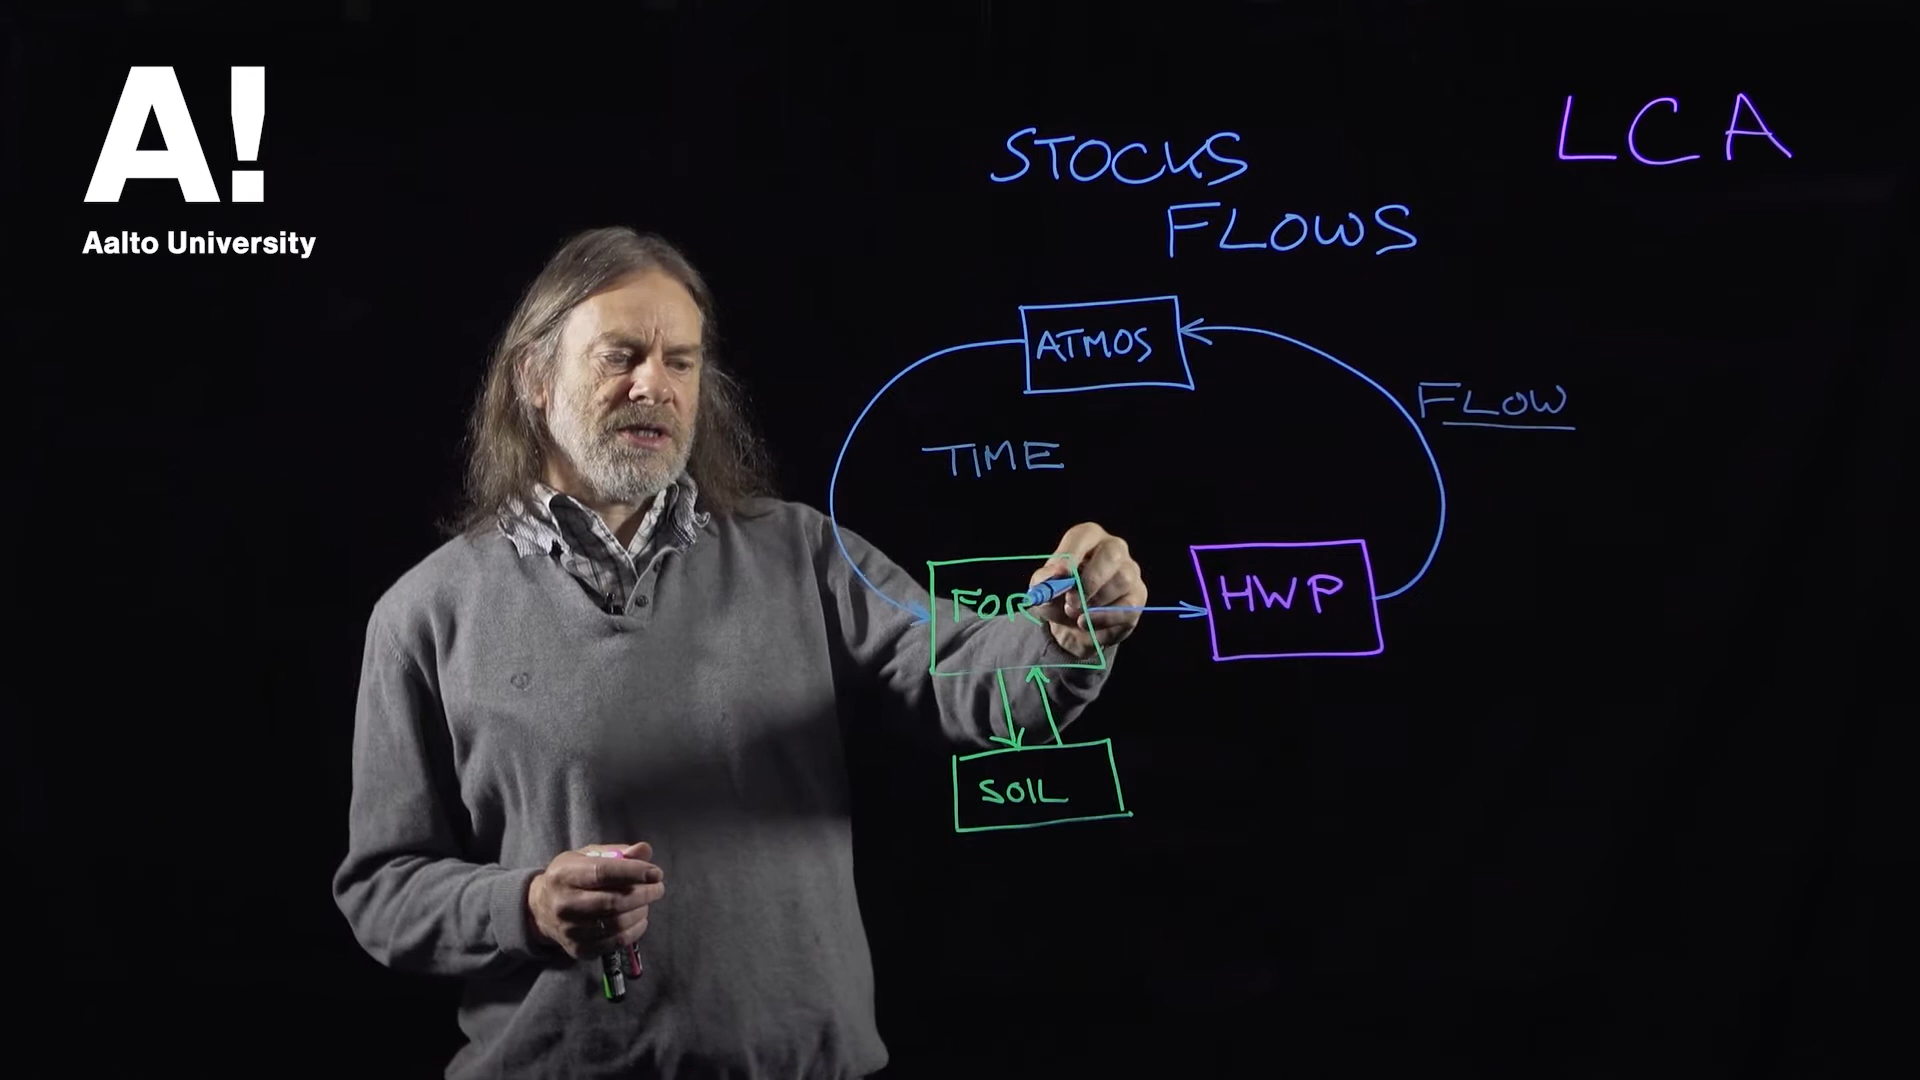 A!
Aalto University
LCA
STOCKS
FLOWS
ATMOS
FLOW
TIME
FOR
HWP
SOIL